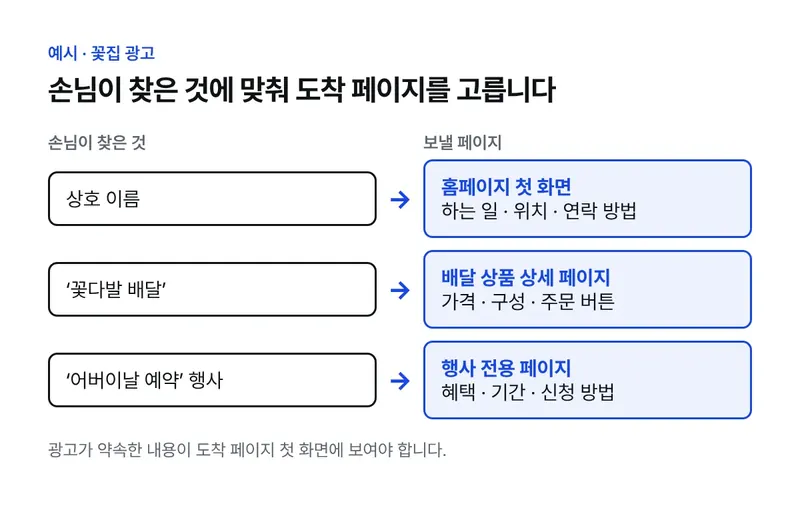 예시 · 꽃집 광고
손님이 찾은 것에 맞춰 도착 페이지를 고릅니다
손님이 찾은 것
보낼 페이지
상호 이름
홈페이지 첫 화면
하는 일 · 위치 · 연락 방법
‘꽃다발 배달’
배달 상품 상세 페이지
가격 · 구성 · 주문 버튼
‘어버이날 예약’ 행사
행사 전용 페이지
혜택 · 기간 · 신청 방법
광고가 약속한 내용이 도착 페이지 첫 화면에 보여야 합니다.